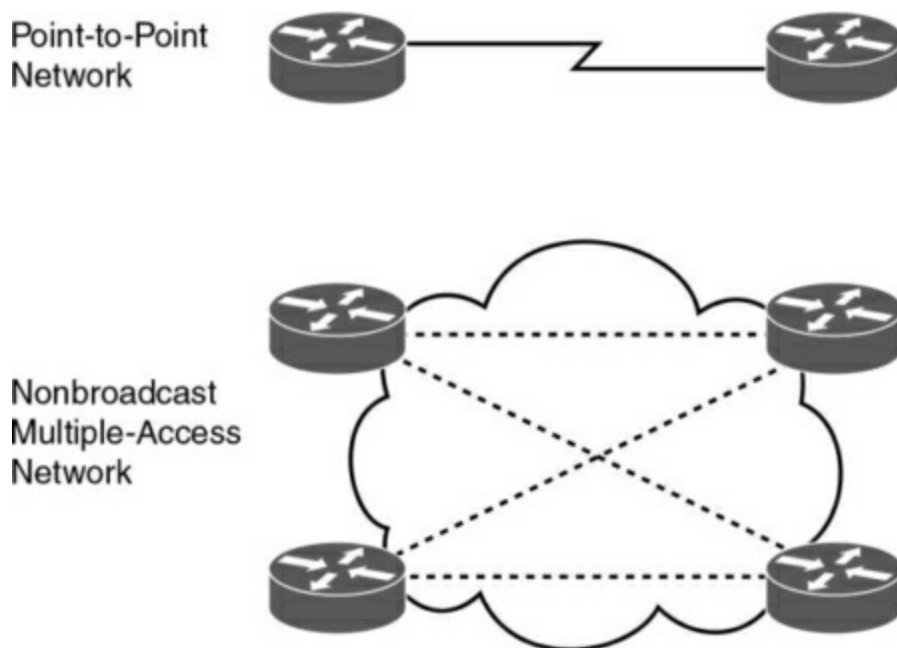 Point-to-Point
Network
Nonbroadcast
Multiple-Access
Network